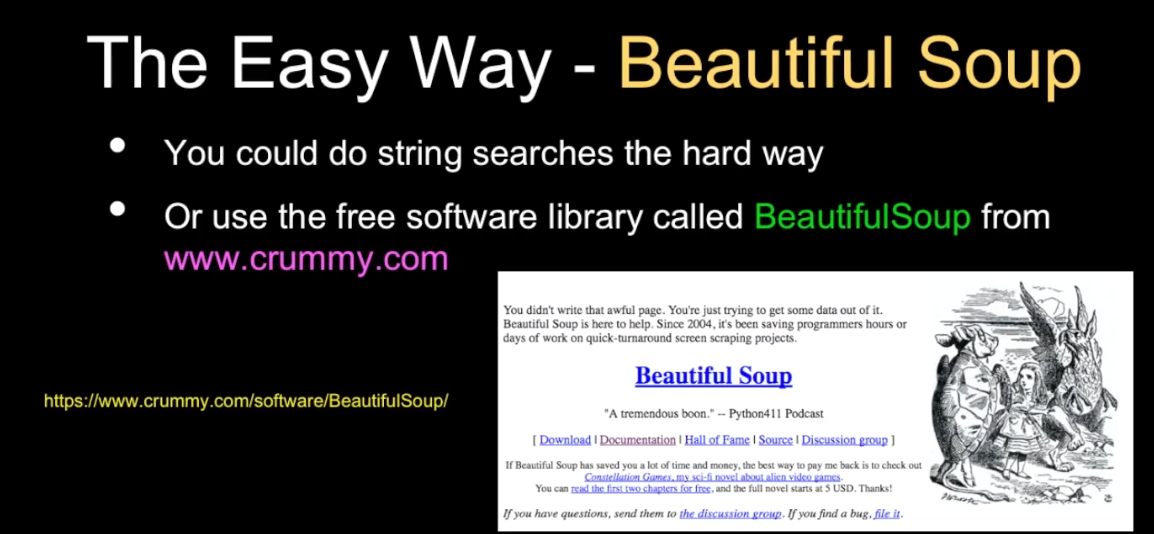 The Easy Way - Beautiful Soup
• You could do string searches the hard way
• Or use the free software library called BeautifulSoup from
www.crummy.com
You didn't write that awful page. You're just trying to get some data out of it.
Beautiful Soup is here to help. Since 2004, it's been saving programmers hours or
days of work on quick-turnaround screen scraping projects.
Beautiful Soup
https://www.crummy.com/software/BeautifulSoup/
"A tremendous boon." -- Python411 Podcast
[ Download | Documentation | Hall of Fame | Source | Discussion group ]
If Beautiful Soup has saved you a lot of time and money, the best way to pay me back is to check out
Constellation Games, my sci-fi novel about alien video games.
You can read the first two chapters for free, and the full novel starts at 5 USD. Thanks!
If you have questions, send them to the discussion group. If you find a bug, file it.